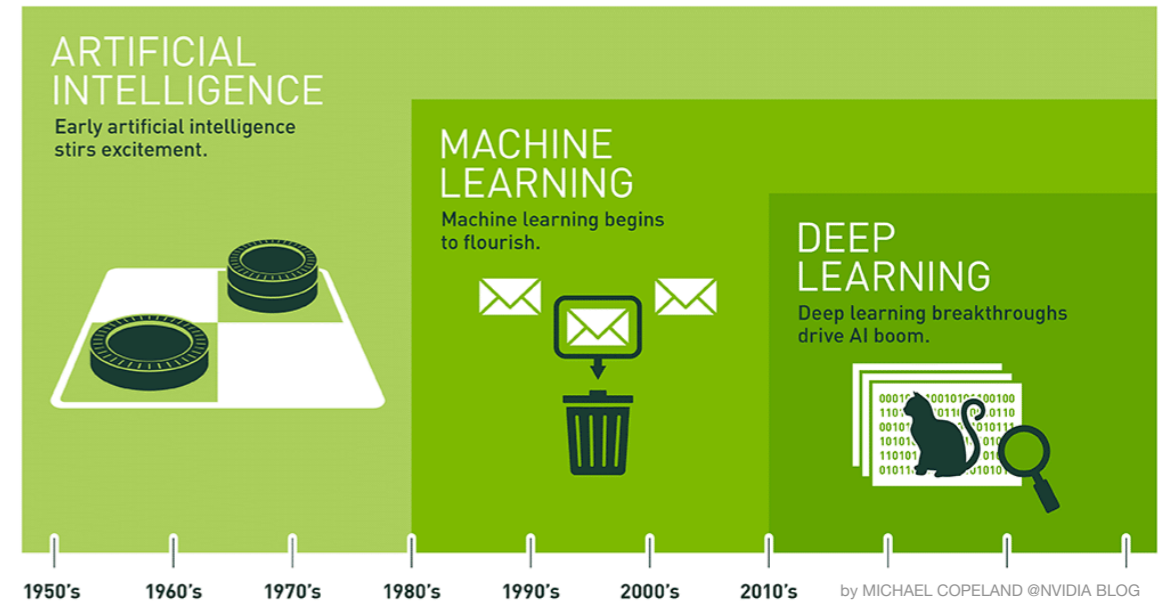 ARTIFICIAL
INTELLIGENCE
Early artificial intelligence
stirs excitement.
MACHINE
LEARNING
Machine learning begins
to flourish.
DEEP
LEARNING
Deep learning breakthroughs
drive AI boom.
1950's
1960's
1970's
1980's
1990's
2000's
2010's
by MICHAEL COPELAND @NVIDIA BLOG